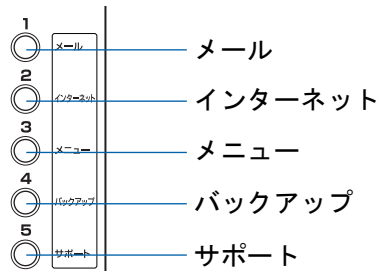 1
メール メール
2
インターネット インターネット
3
メニュー メニュー
4
バックアップ バックアップ
5
サポート サポート